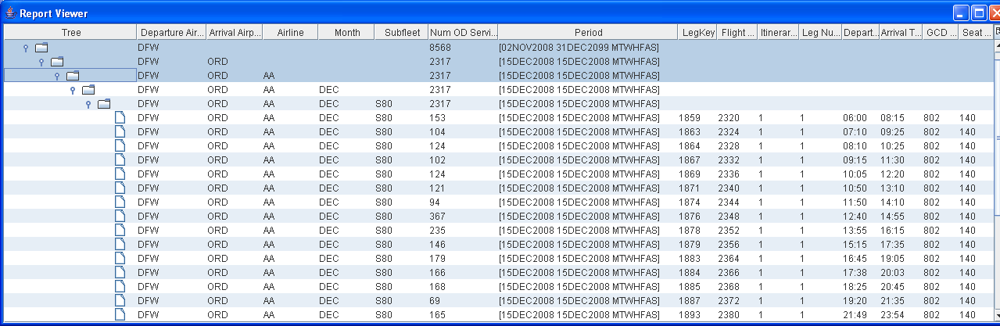 Report Viewer
Tree Departure Air... Arrival Airp... Airline Month Subfleet Num OD Servi... Period LegKey Flight ... Itinerar... Leg Nu... Depart... Arrival T... GCD ... Seat ...
DFW 8568 [02NOV2008 31DEC2099 MTWHFAS]
DFW ORD 2317 [15DEC2008 15DEC2008 MTWHFAS]
DFW ORD AA 2317 [15DEC2008 15DEC2008 MTWHFAS]
DFW ORD AA DEC 2317 [15DEC2008 15DEC2008 MTWHFAS]
DFW ORD AA DEC S80 2317 [15DEC2008 15DEC2008 MTWHFAS]
DFW ORD AA DEC S80 153 [15DEC2008 15DEC2008 MTWHFAS] 1859 2320 1 1 06:00 08:15 802 140
DFW ORD AA DEC S80 104 [15DEC2008 15DEC2008 MTWHFAS] 1863 2324 1 1 07:10 09:25 802 140
DFW ORD AA DEC S80 124 [15DEC2008 15DEC2008 MTWHFAS] 1864 2328 1 1 08:10 10:25 802 140
DFW ORD AA DEC S80 102 [15DEC2008 15DEC2008 MTWHFAS] 1867 2332 1 1 09:15 11:30 802 140
DFW ORD AA DEC S80 124 [15DEC2008 15DEC2008 MTWHFAS] 1869 2336 1 1 10:05 12:20 802 140
DFW ORD AA DEC S80 121 [15DEC2008 15DEC2008 MTWHFAS] 1871 2340 1 1 10:50 13:10 802 140
DFW ORD AA DEC S80 94 [15DEC2008 15DEC2008 MTWHFAS] 1874 2344 1 1 11:50 14:10 802 140
DFW ORD AA DEC S80 367 [15DEC2008 15DEC2008 MTWHFAS] 1876 2348 1 1 12:40 14:55 802 140
DFW ORD AA DEC S80 235 [15DEC2008 15DEC2008 MTWHFAS] 1878 2352 1 1 13:55 16:15 802 140
DFW ORD AA DEC S80 146 [15DEC2008 15DEC2008 MTWHFAS] 1879 2356 1 1 15:15 17:35 802 140
DFW ORD AA DEC S80 179 [15DEC2008 15DEC2008 MTWHFAS] 1883 2364 1 1 16:45 19:05 802 140
DFW ORD AA DEC S80 166 [15DEC2008 15DEC2008 MTWHFAS] 1884 2366 1 1 17:38 20:03 802 140
DFW ORD AA DEC S80 168 [15DEC2008 15DEC2008 MTWHFAS] 1885 2368 1 1 18:25 20:45 802 140
DFW ORD AA DEC S80 69 [15DEC2008 15DEC2008 MTWHFAS] 1887 2372 1 1 19:20 21:35 802 140
DFW ORD AA DEC S80 165 [15DEC2008 15DEC2008 MTWHFAS] 1893 2380 1 1 21:49 23:54 802 140